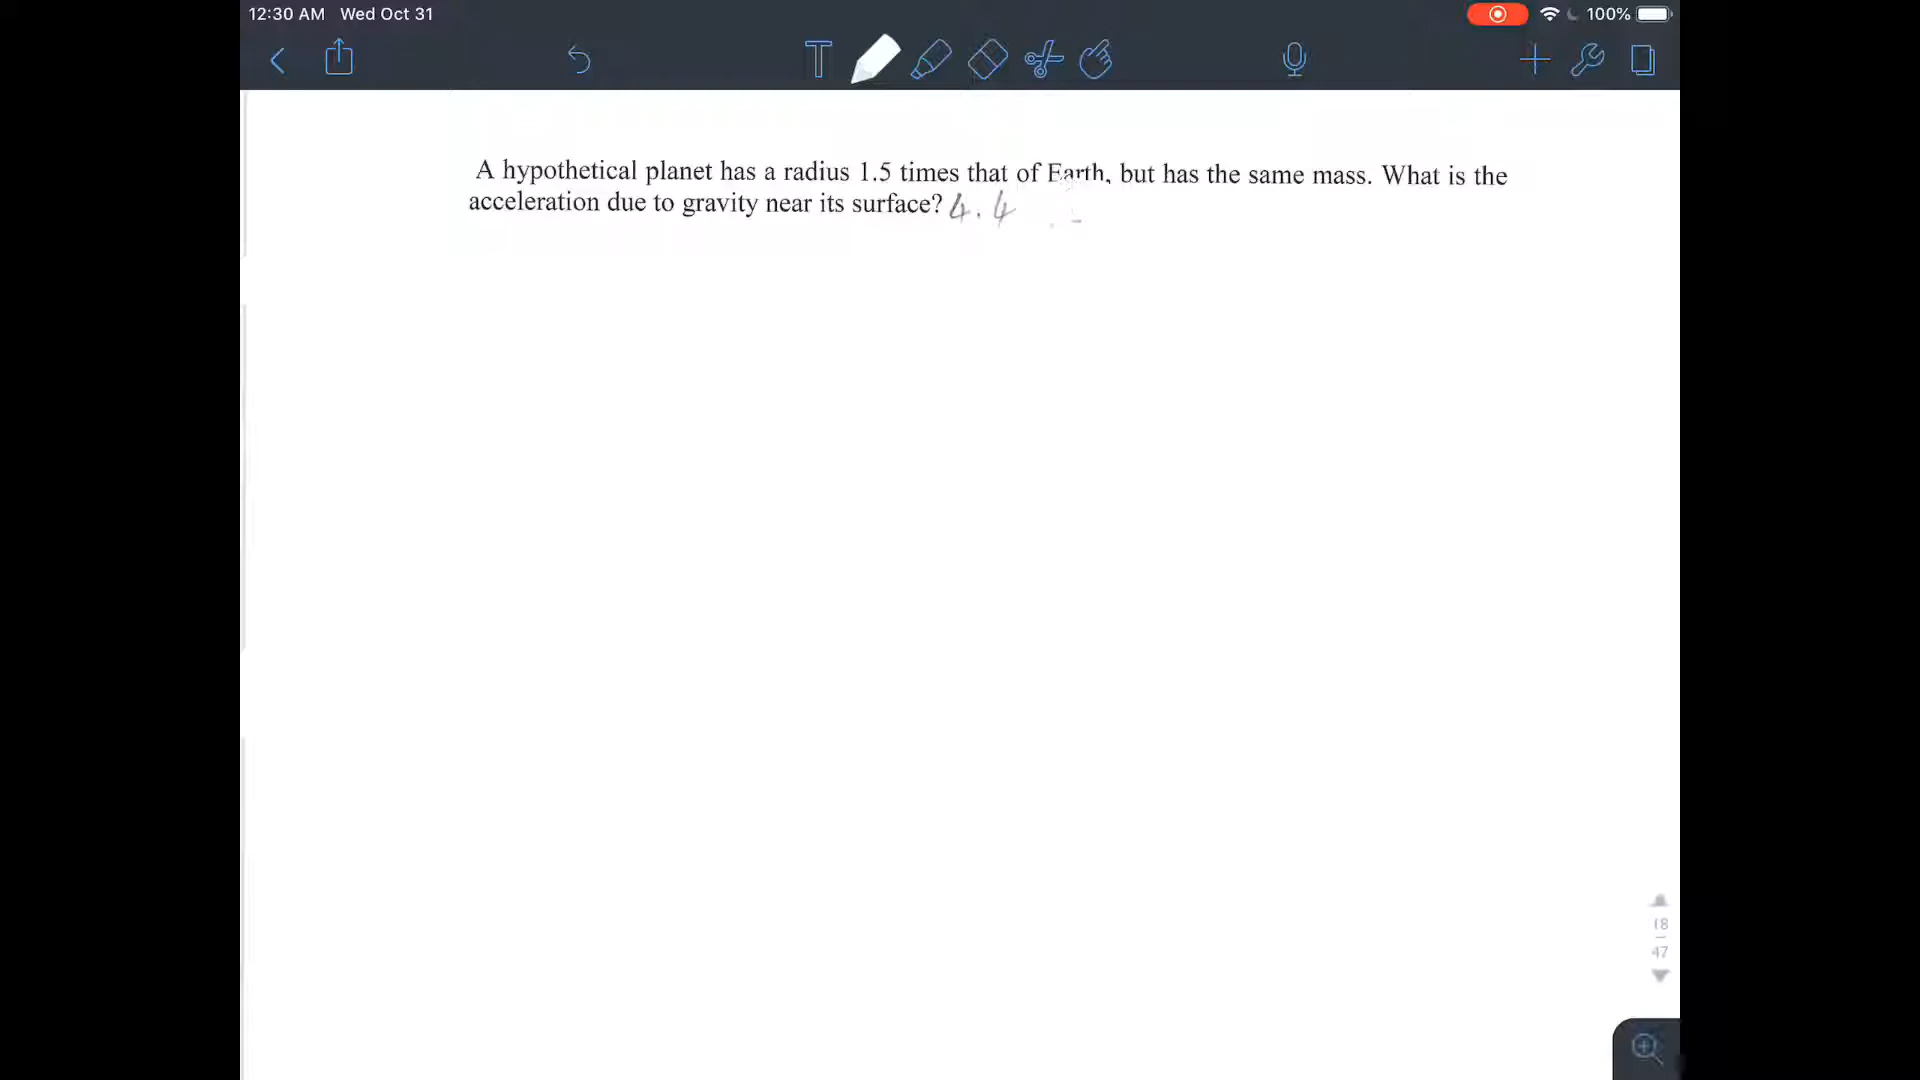 12:30 AM Wed Oct 31
100%
T
A hypothetical planet has a radius 1.5 times that of Earth, but has the same mass. What is the
acceleration due to gravity near its surface? 4.4
18
47